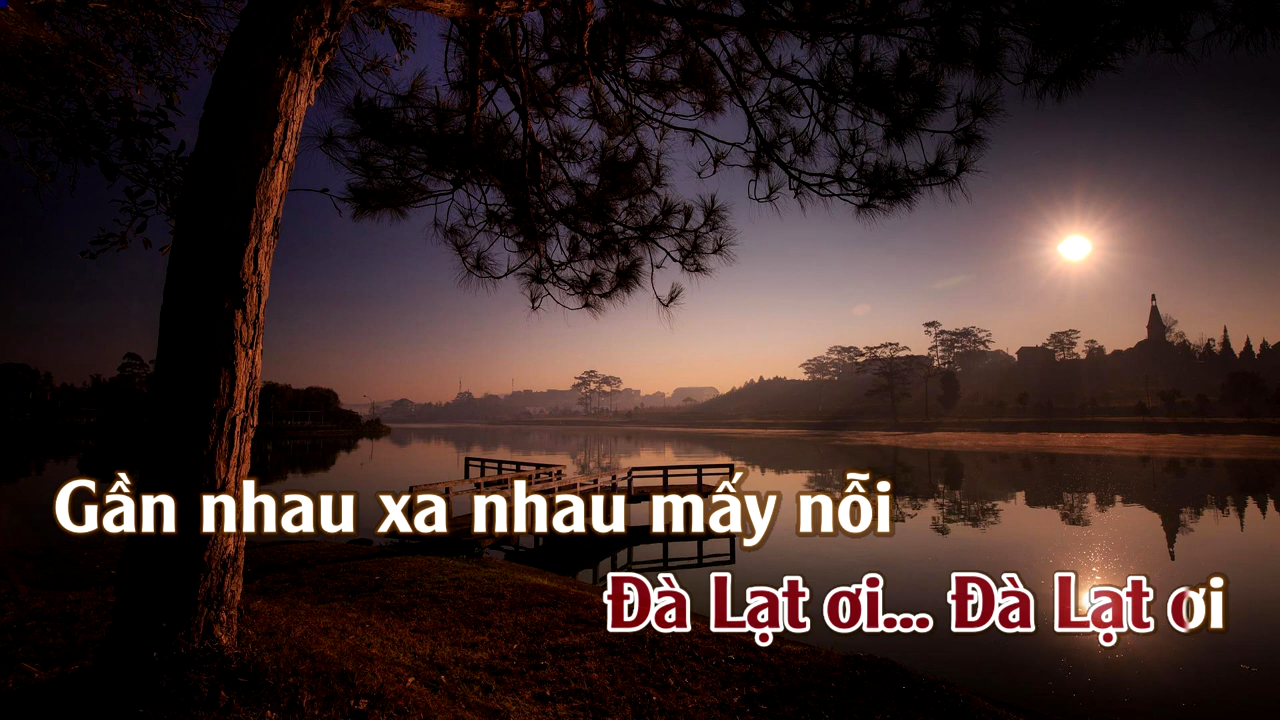 Gần nhau xa nhau mấy nỗi
Đà Lạt ơi... Đà Lạt ơi